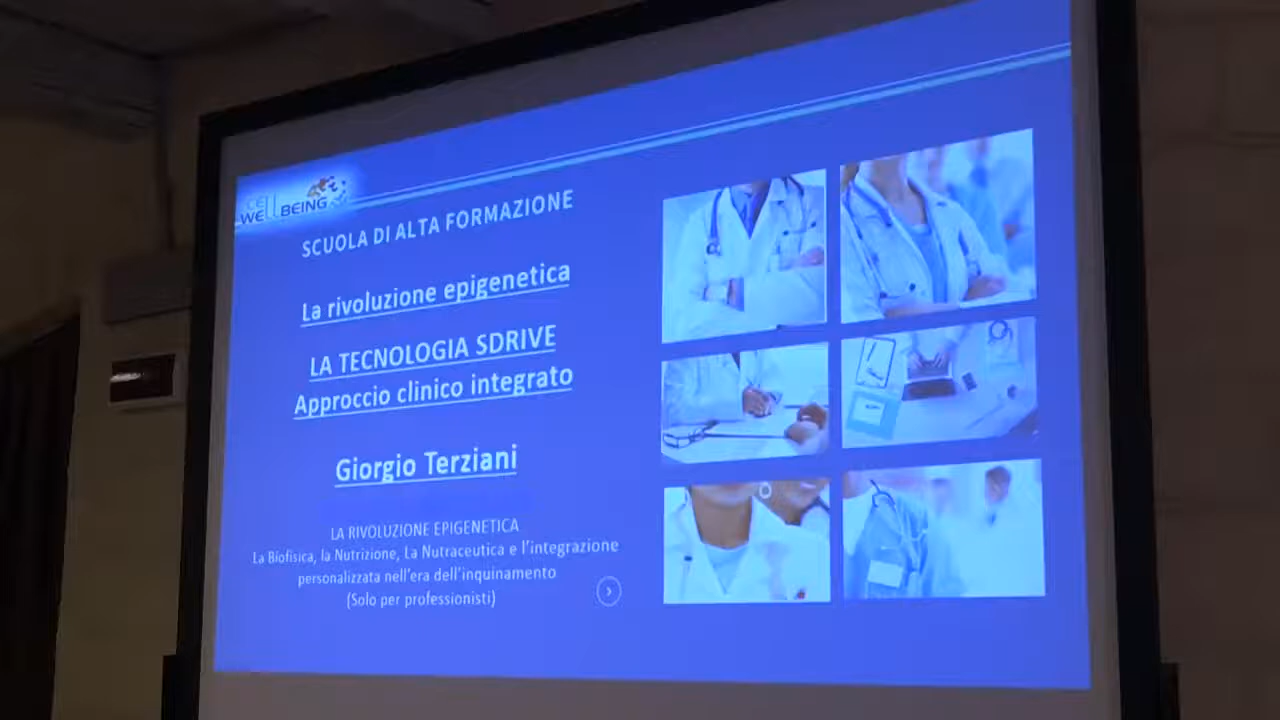 WellBEING
SCUOLA DI ALTA FORMAZIONE
La rivoluzione epigenetica
LA TECNOLOGIA SDRIVE
Approccio clinico integrato
Giorgio Terziani
LA RIVOLUZIONE EPIGENETICA
La Biofisica, la Nutrizione, La Nutraceutica e l'integrazione
personalizzata nell'era dell'inquinamento
(Solo per professionisti)